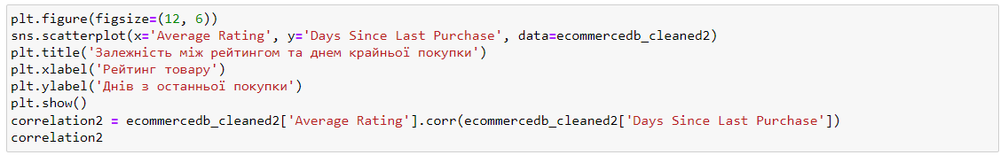 plt.figure(figsize=(12, 6))
sns.scatterplot(x='Average Rating', y='Days Since Last Purchase', data=ecommercedb_cleaned2)
plt.title('Залежність між рейтингом та днем крайньої покупки')
plt.xlabel('Рейтинг товару')
plt.ylabel('Днів з останньої покупки')
plt.show()
correlation2 = ecommercedb_cleaned2['Average Rating'].corr(ecommercedb_cleaned2['Days Since Last Purchase'])
correlation2